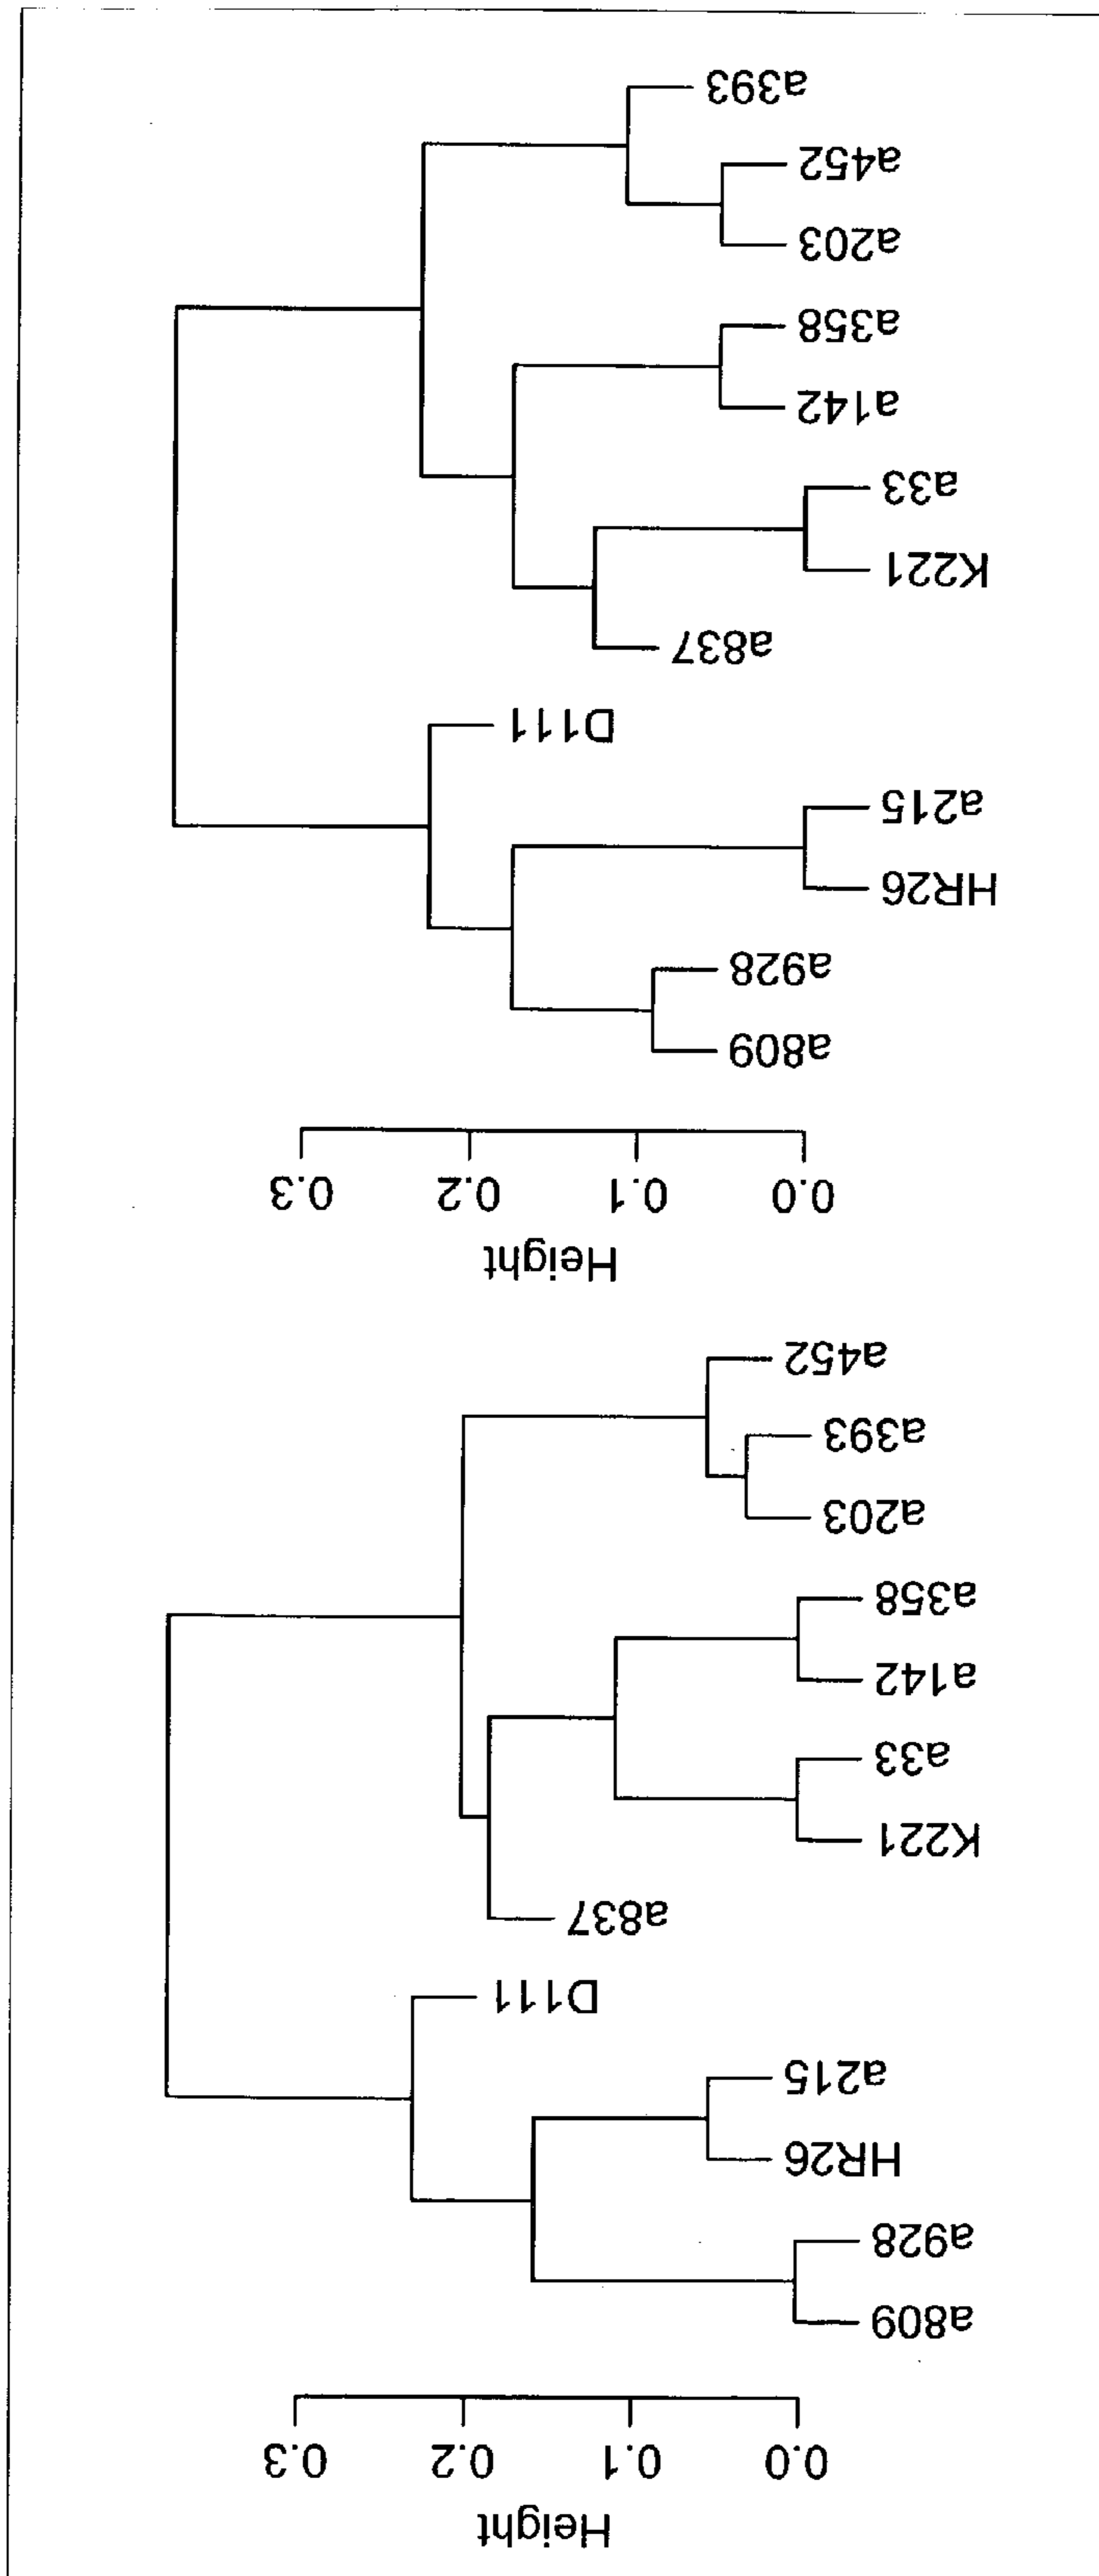 a393
a452
a203
a358
a142
a33
K221
a837
D111
a215
HR26
a928
a809
0.3 0.2 0.1 0.0
Height
a452
a393
a203
a358
a142
a33
K221
a837
D111
a215
HR26
a928
a809
0.3 0.2 0.1 0.0
Height